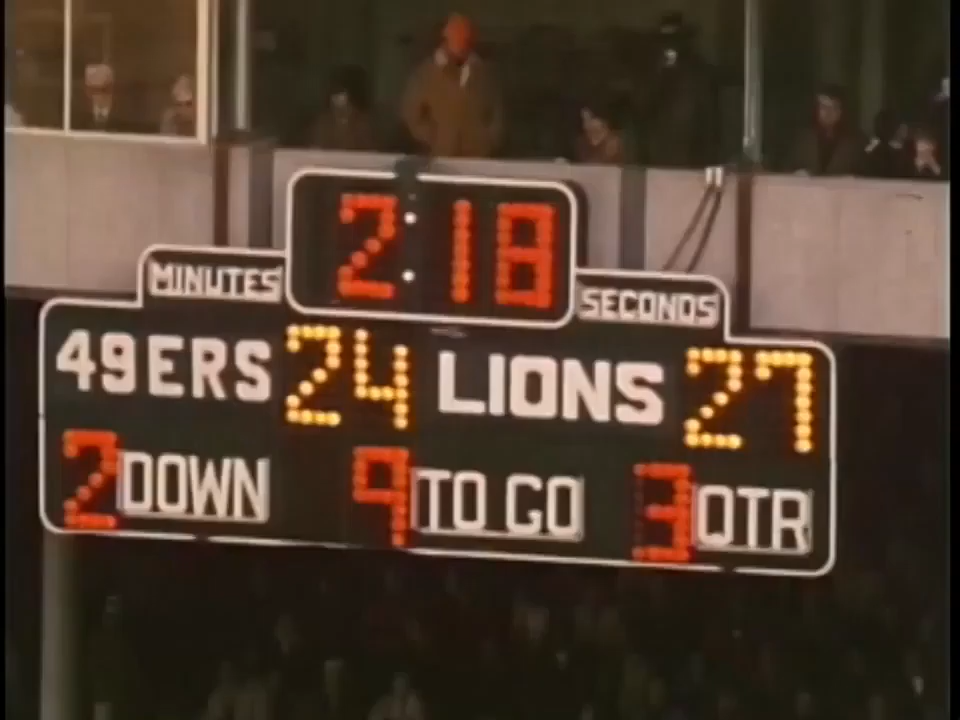 2:18
MINUTES SECONDS
49ERS 24 LIONS 27
2 DOWN 9 TO GO 3 QTR